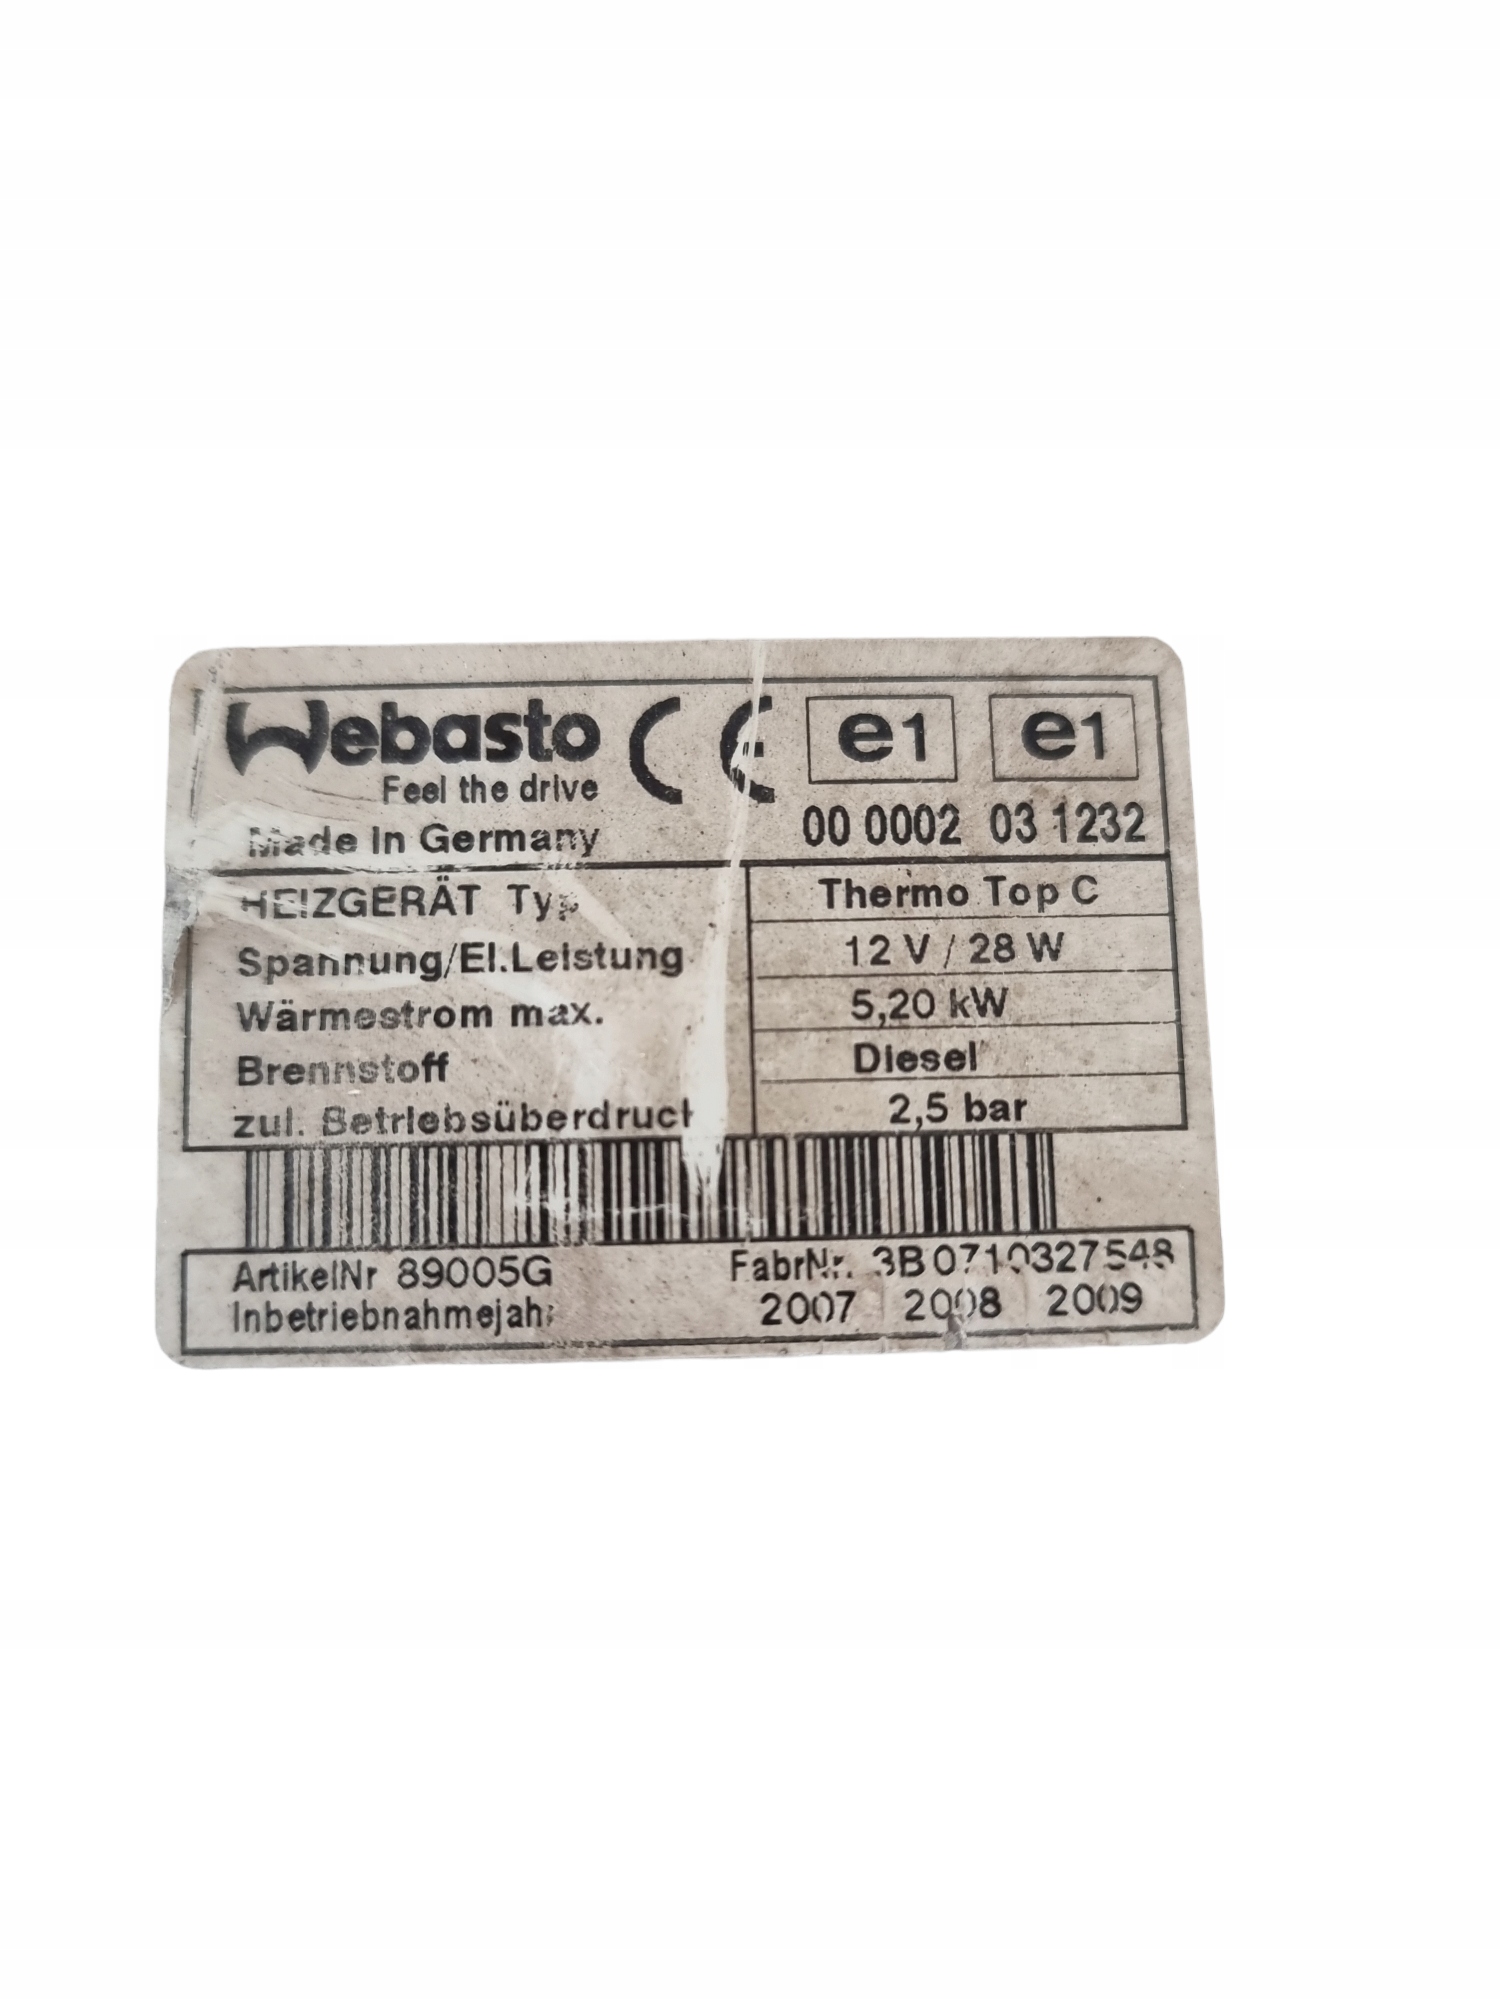 Webasto CE e1 e1
Feel the drive
Made in Germany 00 0002 03 1232
HEIZGERÄT Typ Thermo Top C
Spannung/El.Leistung 12 V / 28 W
Wärmestrom max. 5,20 kW
Brennstoff Diesel
zul. Betriebsüberdruck 2,5 bar
ArtikelNr 89005G FabrNr. 3B0710327548
Inbetriebnahmejahr 2007 2008 2009